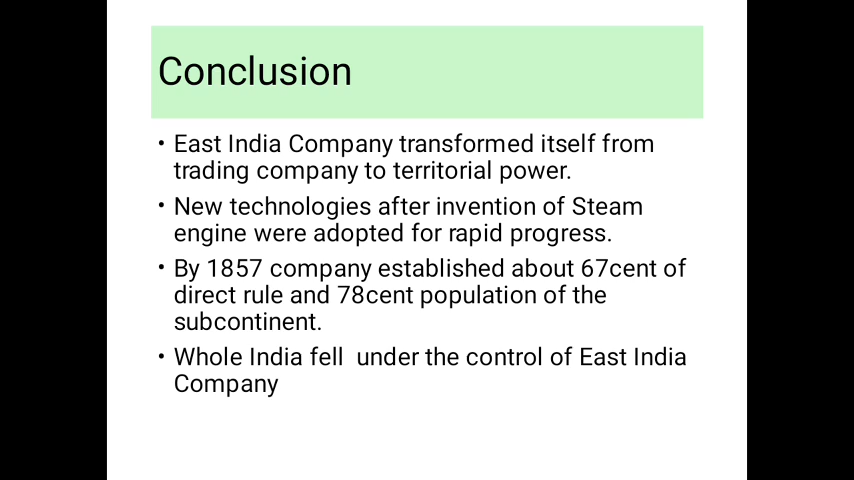 Conclusion
• East India Company transformed itself from
trading company to territorial power.
• New technologies after invention of Steam
engine were adopted for rapid progress.
• By 1857 company established about 67cent of
direct rule and 78cent population of the
subcontinent.
• Whole India fell  under the control of East India
Company